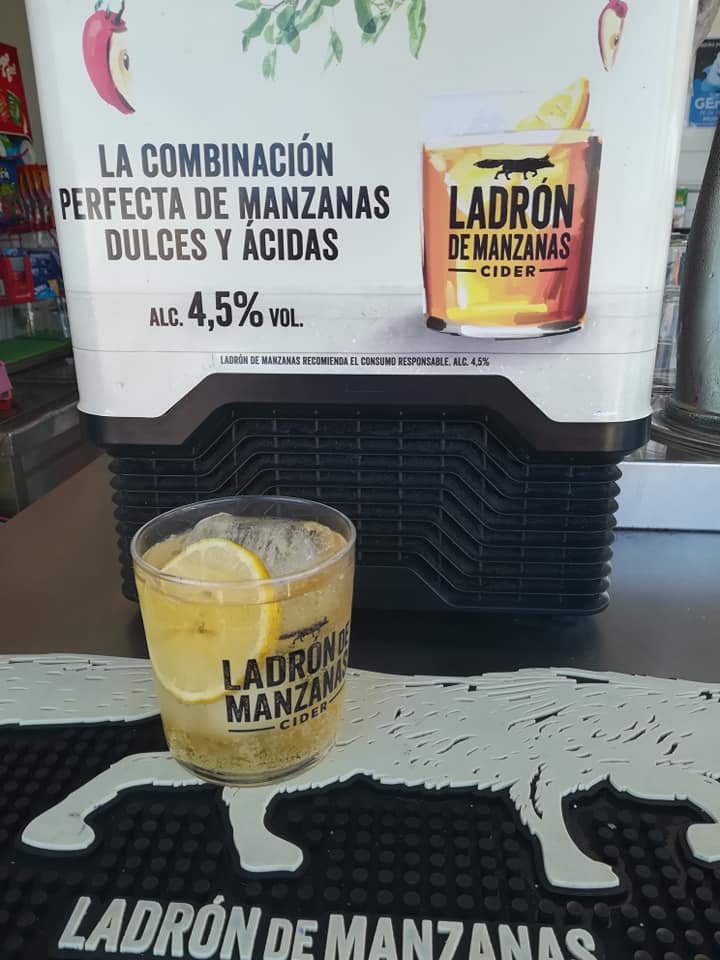 LA COMBINACIÓN
PERFECTA DE MANZANAS
DULCES Y ÁCIDAS
ALC. 4,5% VOL.
LADRÓN
DE MANZANAS
CIDER
LADRÓN DE MANZANAS RECOMIENDA EL CONSUMO RESPONSABLE. ALC. 4,5%
LADRÓN DE
MANZANAS
CIDER
LADRÓN DE MANZANAS